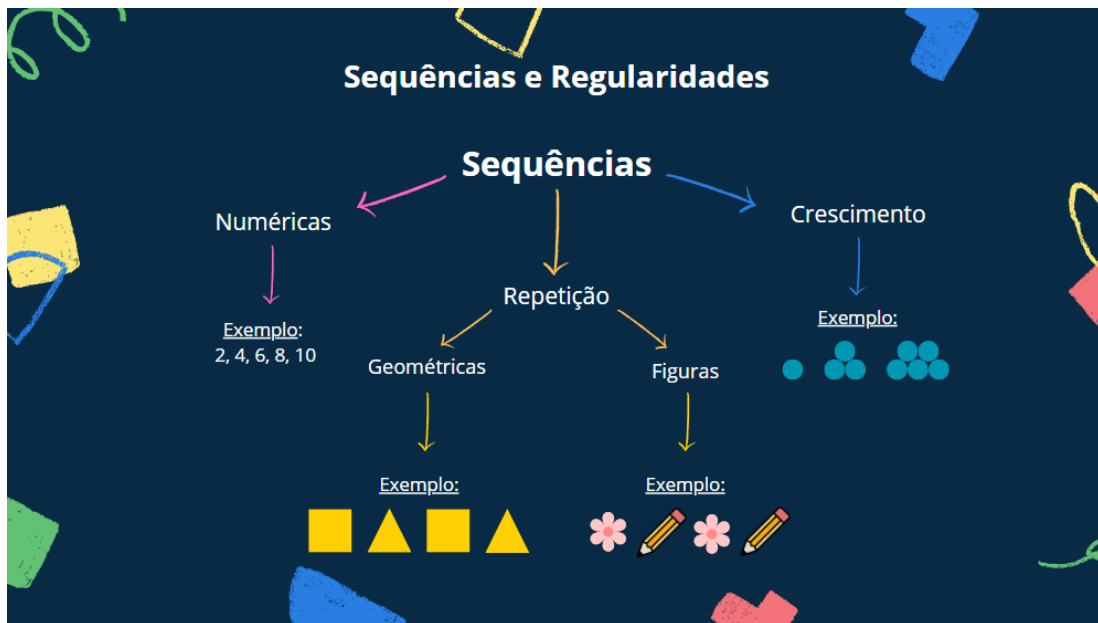 Sequências e Regularidades
Sequências
Numéricas
Exemplo:
2, 4, 6, 8, 10
Repetição
Geométricas
Exemplo:
Figuras
Exemplo:
Crescimento
Exemplo: